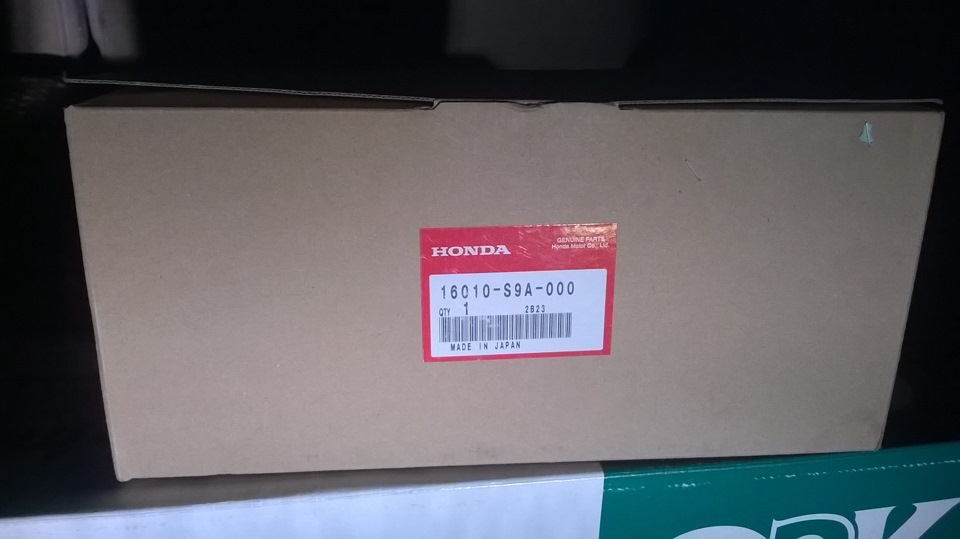 HONDA
GENUINE PARTS
Honda Motor Co., Ltd.
16010-S9A-000
QTY 1 2B23
MADE IN JAPAN